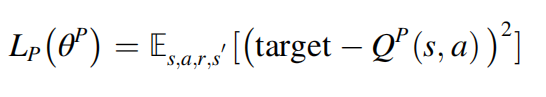 L_P(θ^P) = 𝔼_{s,a,r,s′}[(target − Q^P(s,a))^2]